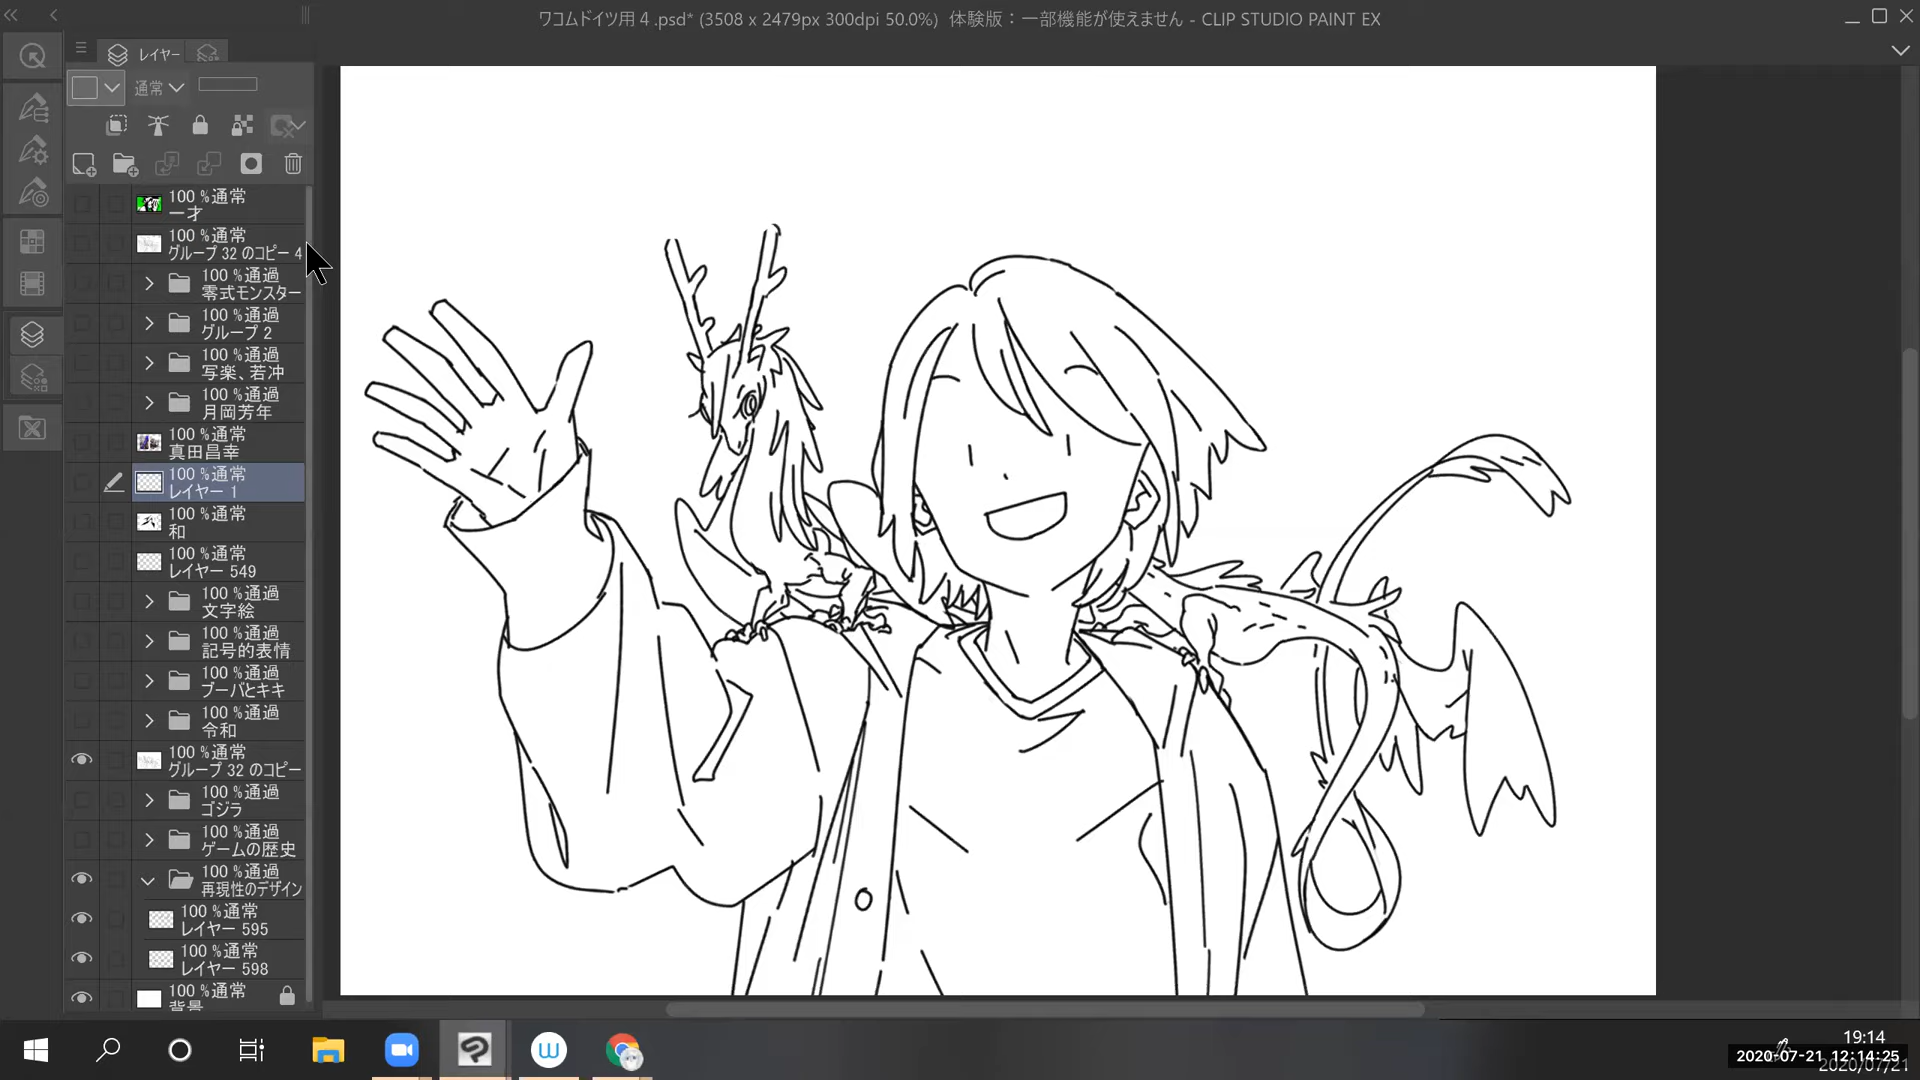 ワコムドイツ用４.psd* (3508 x 2479px 300dpi 50.0%) 体験版：一部機能が使えません - CLIP STUDIO PAINT EX
レイヤー
通常
100 %通常
一才
100 %通常
グループ 32 のコピー 4
100 %通過
零式モンスター
100 %通過
グループ 2
100 %通過
写楽、若冲
100 %通過
月岡芳年
100 %通常
真田昌幸
100 %通常
レイヤー 1
100 %通常
和
100 %通常
レイヤー 549
100 %通過
文字絵
100 %通過
記号的表情
100 %通過
ブーバとキキ
100 %通過
令和
100 %通常
グループ 32 のコピー
100 %通過
ゴジラ
100 %通過
ゲームの歴史
100 %通過
再現性のデザイン
100 %通常
レイヤー 595
100 %通常
レイヤー 598
100 %通常
背景
19:14
2020-07-21 12:14:25
2020/07/21